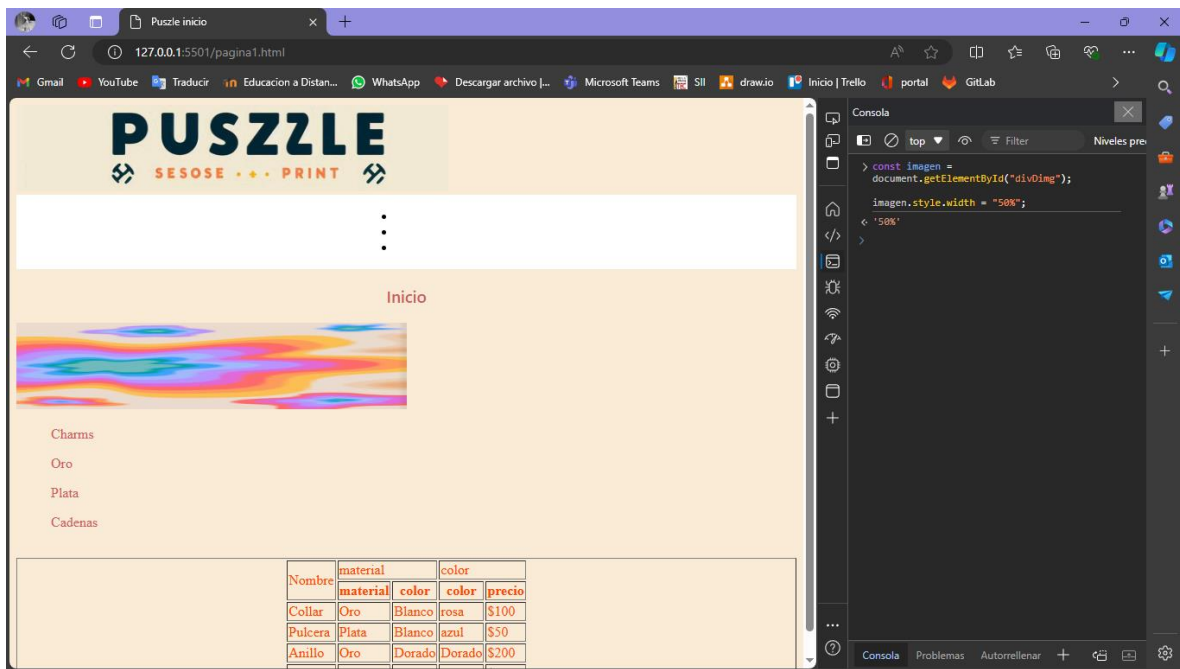 Puszle inicio
127.0.0.1:5501/pagina1.html
Gmail YouTube Traducir Educacion a Distan... WhatsApp Descargar archivo |... Microsoft Teams SII draw.io Inicio | Trello portal GitLab
PUSZZLE
SESOSE PRINT
Inicio
Charms
Oro
Plata
Cadenas
Nombre material color
material color color precio
Collar Oro Blanco rosa $100
Pulcera Plata Blanco azul $50
Anillo Oro Dorado Dorado $200
Consola
top Filter Niveles pre
const imagen =
document.getElementById("divDimg");
imagen.style.width = "50%";
'50%'
Consola Problemas Autorrellenar